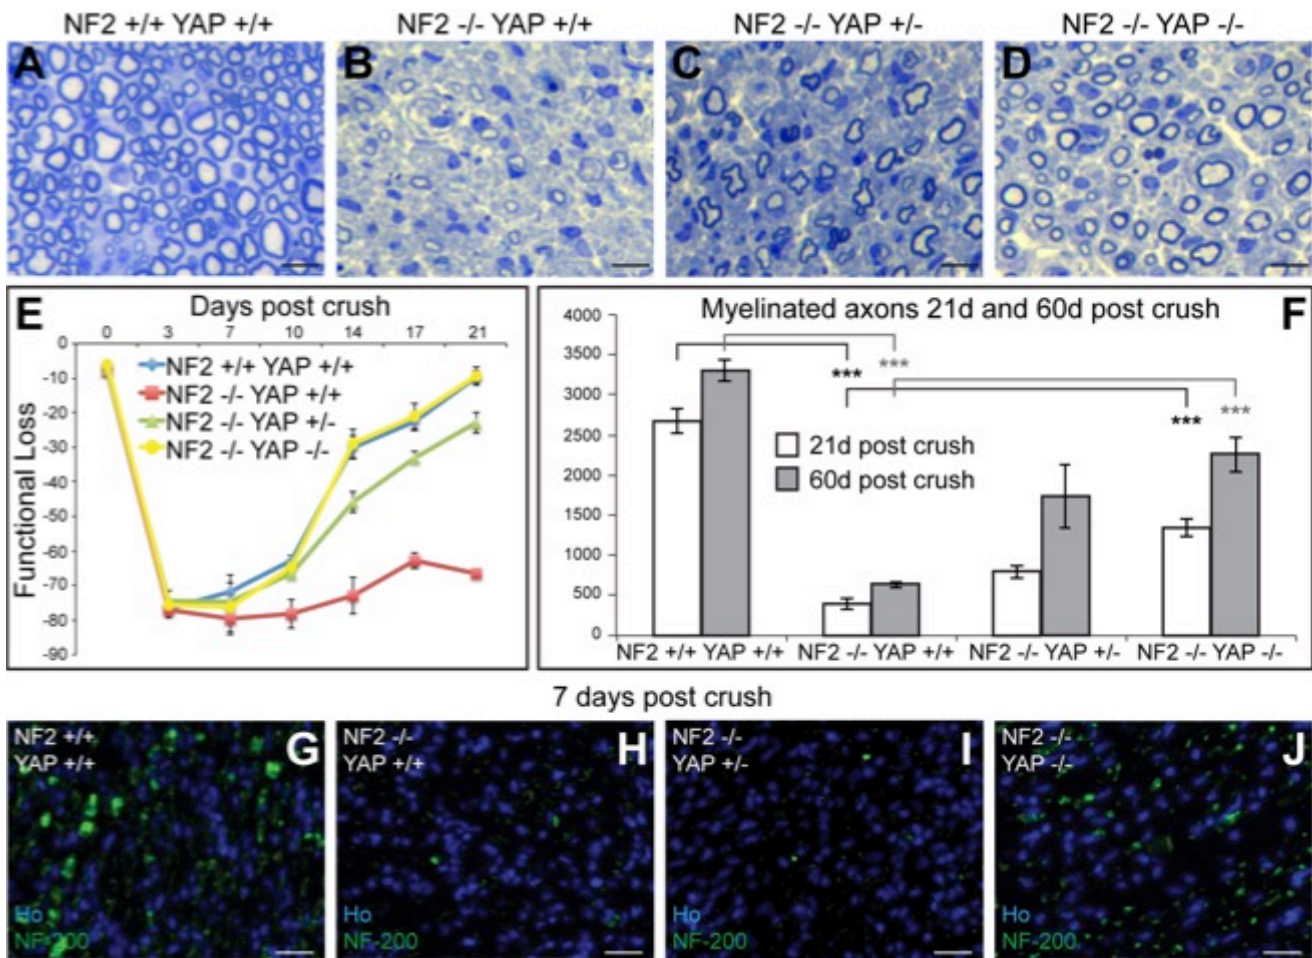 NF2 +/+ YAP +/+ NF2 -/- YAP +/+ NF2 -/- YAP +/- NF2 -/- YAP -/-
A B C D
E
Days post crush
0 3 7 10 14 17 21
Functional Loss
0
-10
-20
-30
-40
-50
-60
-70
-80
-90
NF2 +/+ YAP +/+
NF2 -/- YAP +/+
NF2 -/- YAP +/-
NF2 -/- YAP -/-
F
Myelinated axons 21d and 60d post crush
4000
3500
3000
2500
2000
1500
1000
500
0
***
***
***
***
21d post crush
60d post crush
NF2 +/+ YAP +/+ NF2 -/- YAP +/+ NF2 -/- YAP +/- NF2 -/- YAP -/-
7 days post crush
NF2 +/+
YAP +/+
G
Ho
NF-200
NF2 -/-
YAP +/+
H
Ho
NF-200
NF2 -/-
YAP +/-
I
Ho
NF-200
NF2 -/-
YAP -/-
J
Ho
NF-200